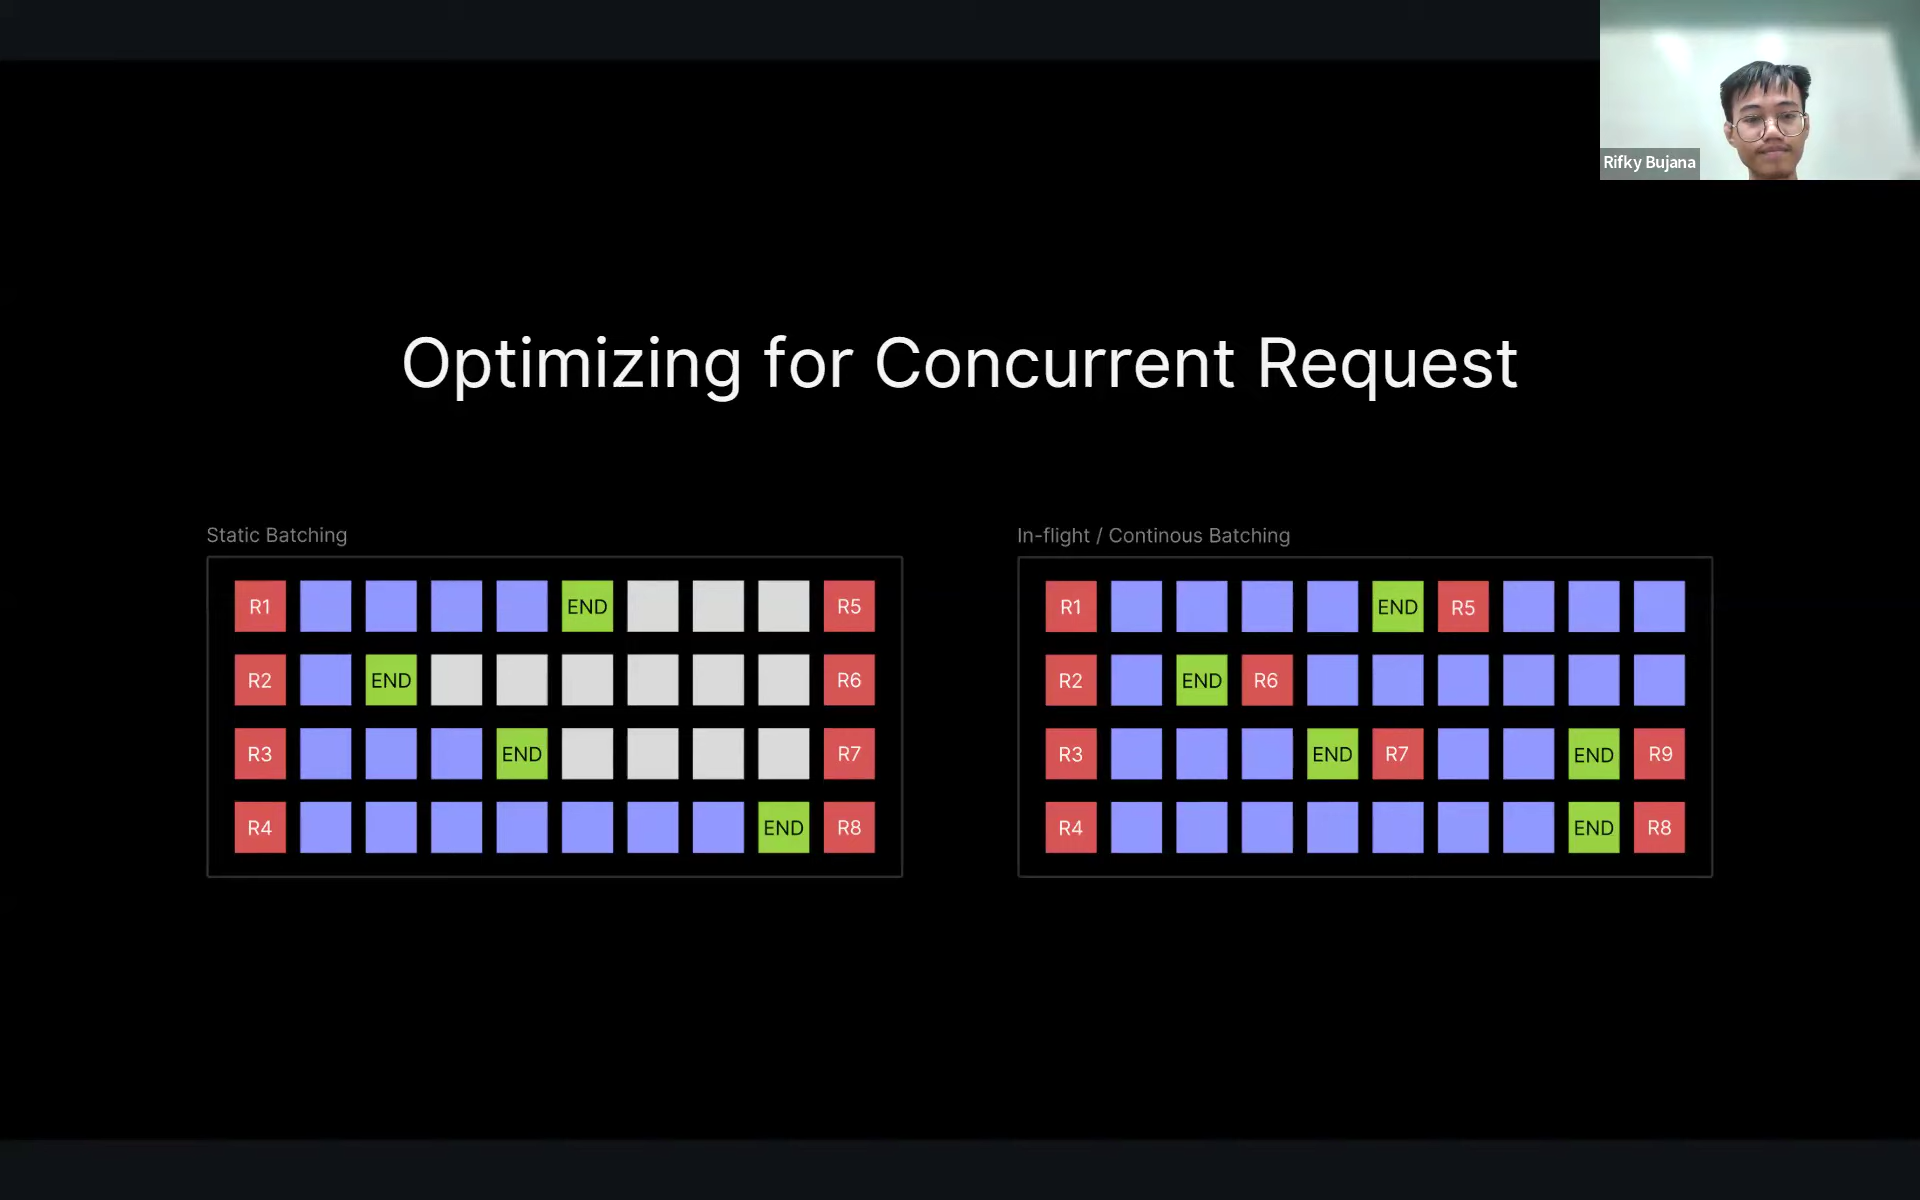 Rifky Bujana
Optimizing for Concurrent Request
Static Batching
R1 END R5
R2 END R6
R3 END R7
R4 END R8
In-flight / Continous Batching
R1 END R5
R2 END R6
R3 END R7 END R9
R4 END R8